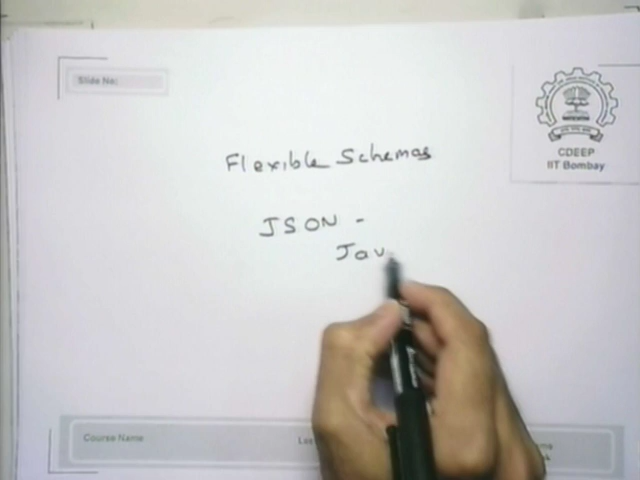 Slide No:
CDEEP
IIT Bombay
Flexible Schemas
JSON -
Jav
Course Name